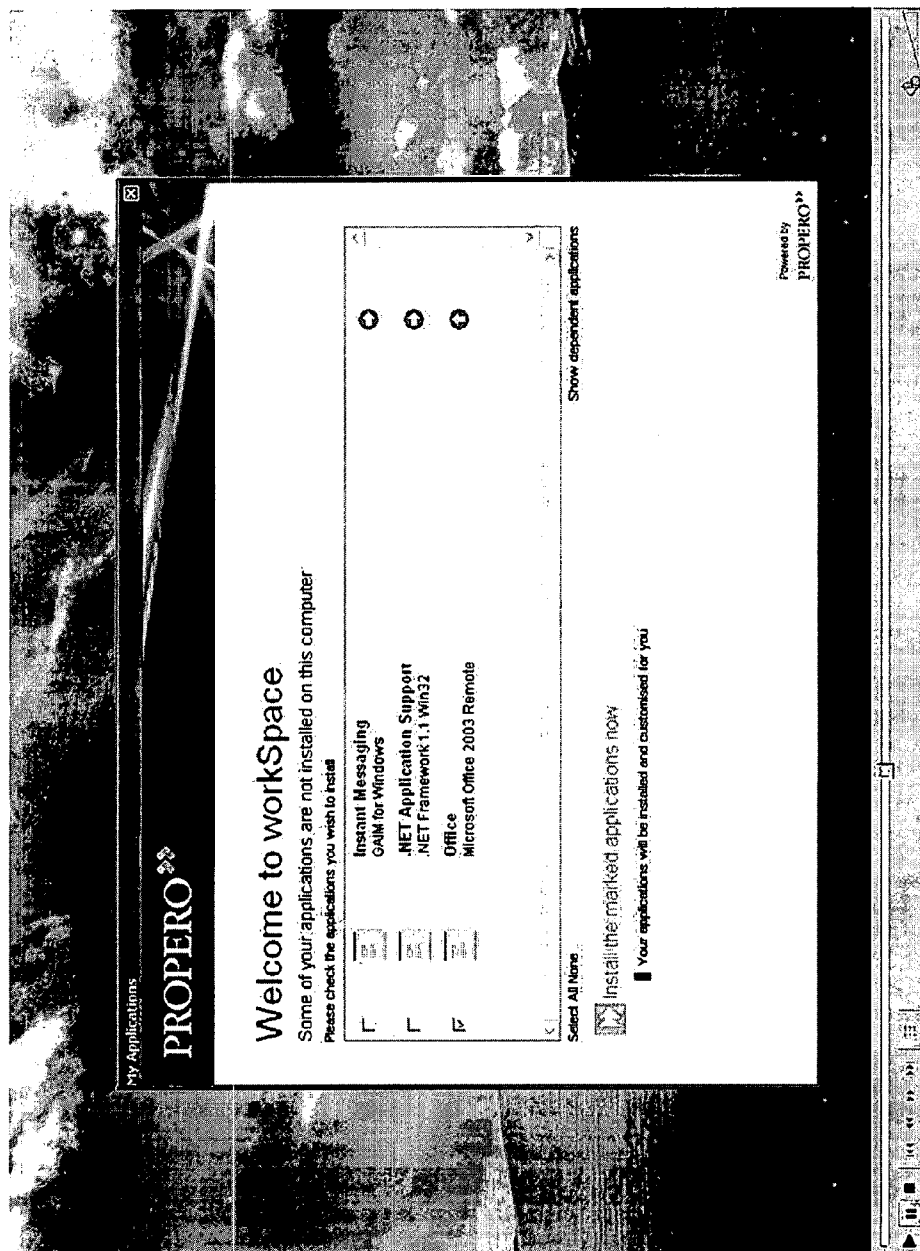 My Applications
PROPERO
Welcome to workSpace
Some of your applications are not installed on this computer
Please check the applications you wish to install
Instant Messaging
GAIM for Windows
.NET Application Support
.NET Framework 1.1 Win32
Office
Microsoft Office 2003 Remote
Select All None
Show dependent applications
Install the marked applications now
Your applications will be installed and customised for you
Powered by
PROPERO